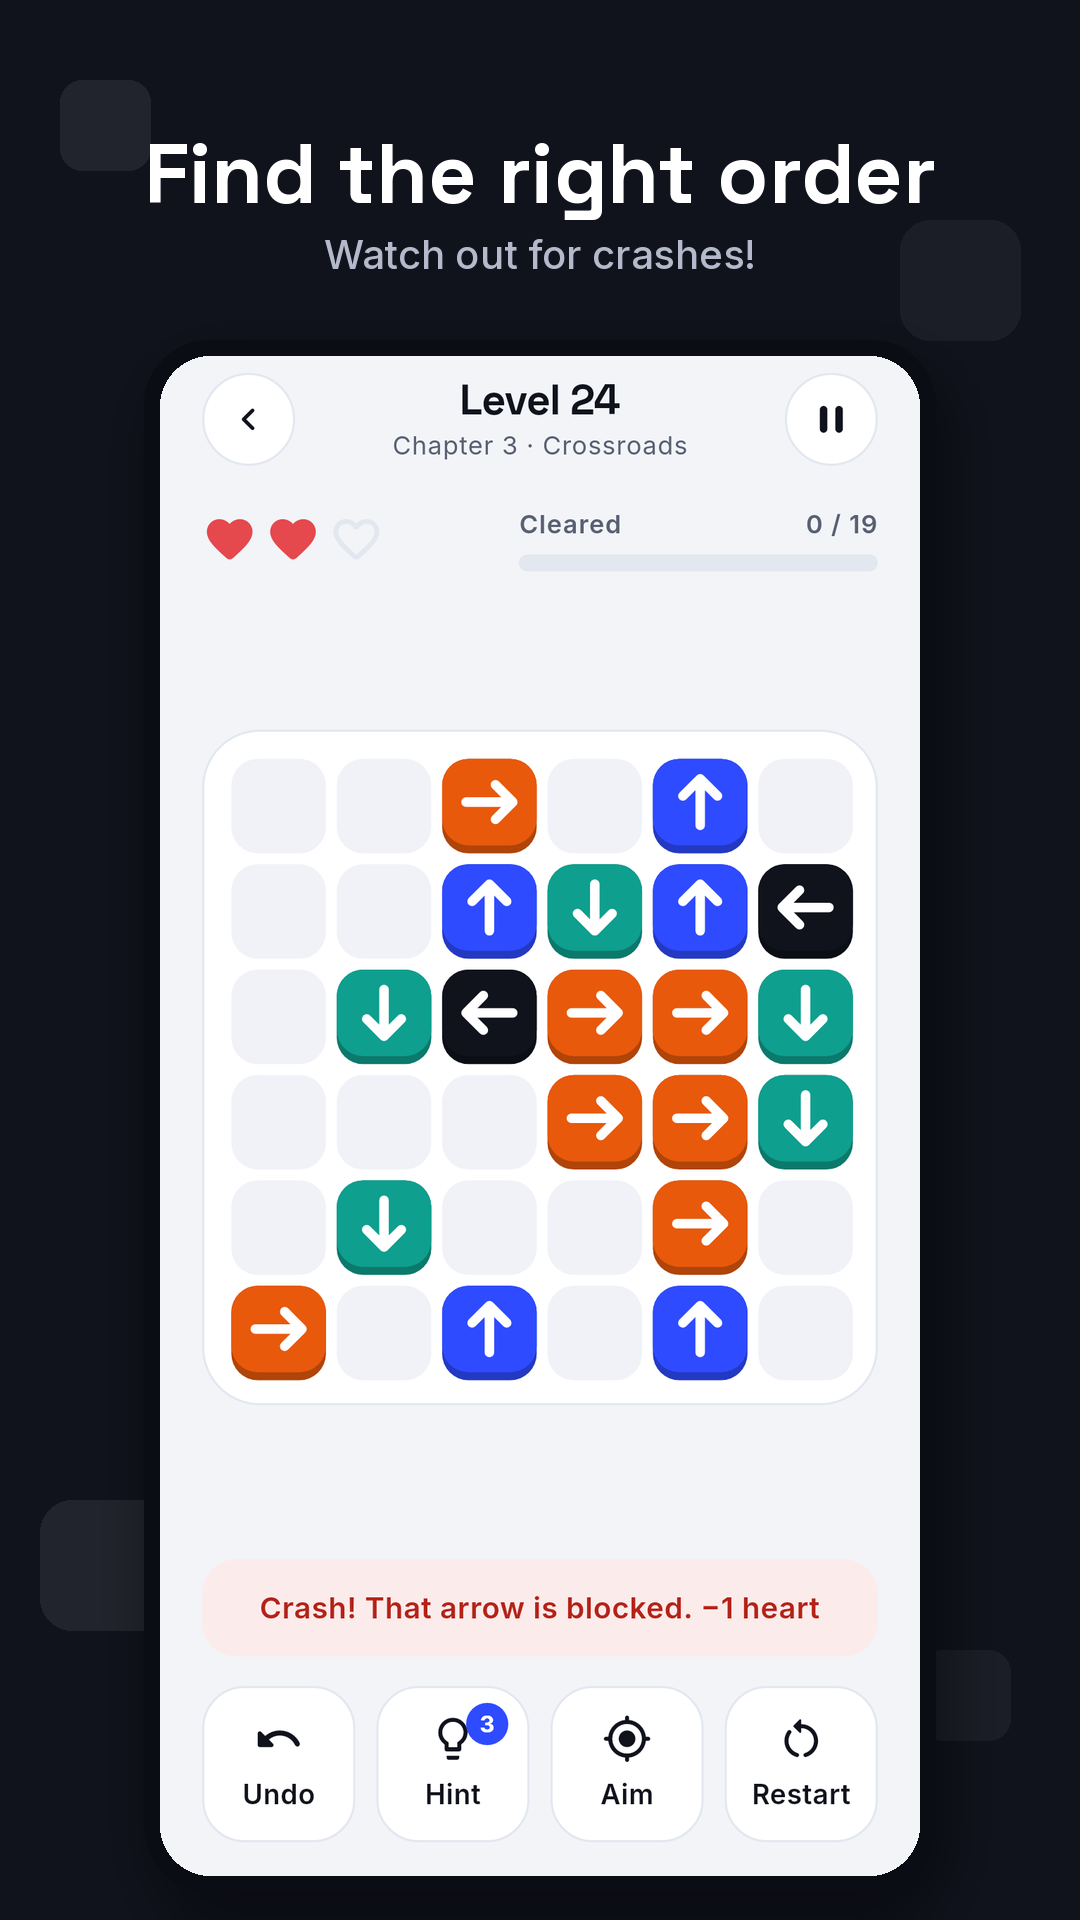 Find the right order
Watch out for crashes!
Level 24
Chapter 3 · Crossroads
Cleared 0 / 19
Crash! That arrow is blocked. −1 heart
3
Undo Hint Aim Restart